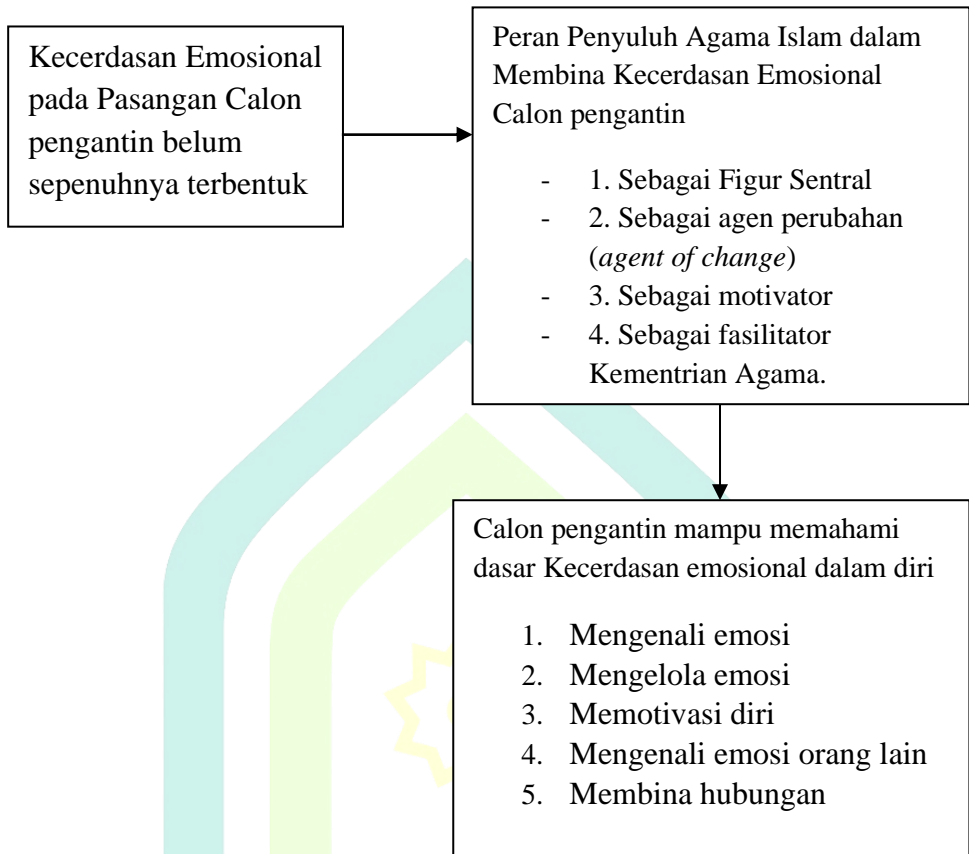 Kecerdasan Emosional
pada Pasangan Calon
pengantin belum
sepenuhnya terbentuk
Peran Penyuluh Agama Islam dalam
Membina Kecerdasan Emosional
Calon pengantin
- 1. Sebagai Figur Sentral
- 2. Sebagai agen perubahan
(agent of change)
- 3. Sebagai motivator
- 4. Sebagai fasilitator
Kementrian Agama.
Calon pengantin mampu memahami
dasar Kecerdasan emosional dalam diri
1. Mengenali emosi
2. Mengelola emosi
3. Memotivasi diri
4. Mengenali emosi orang lain
5. Membina hubungan